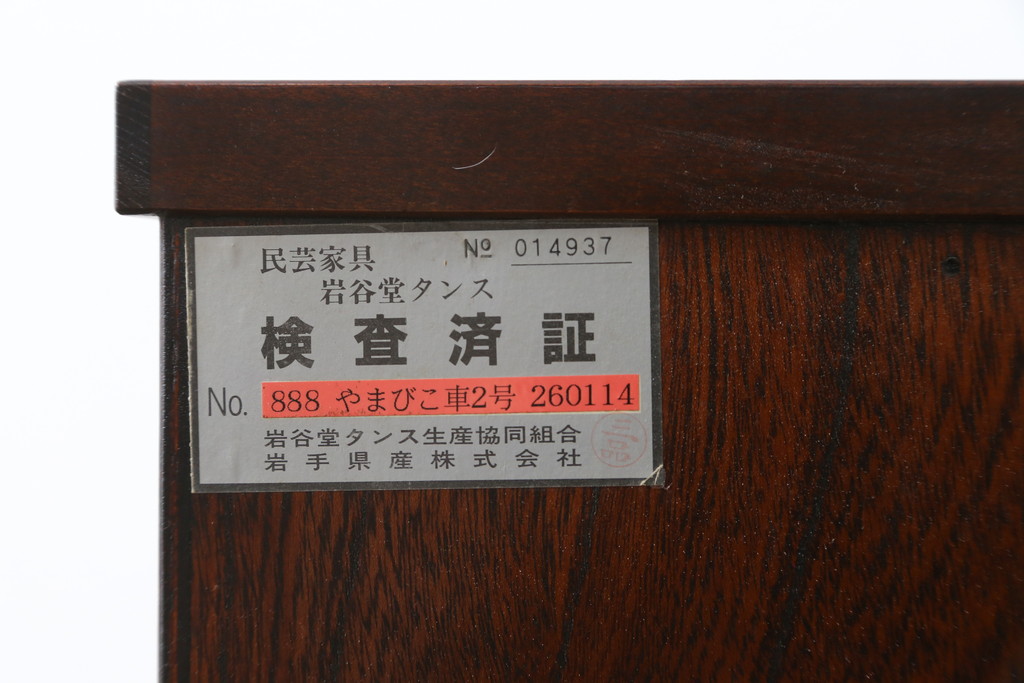 民芸家具 № 014937
岩谷堂タンス
検査済証
No. 888 やまびこ車2号 260114
岩谷堂タンス生産協同組合
岩手県産株式会社